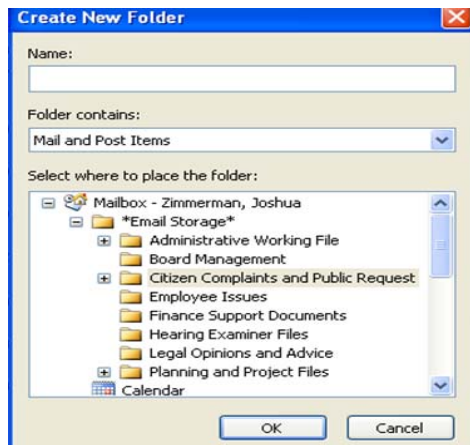 Create New Folder
Name:
Folder contains:
Mail and Post Items
Select where to place the folder:
Mailbox - Zimmerman, Joshua
*Email Storage*
Administrative Working File
Board Management
Citizen Complaints and Public Request
Employee Issues
Finance Support Documents
Hearing Examiner Files
Legal Opinions and Advice
Planning and Project Files
Calendar
OK Cancel